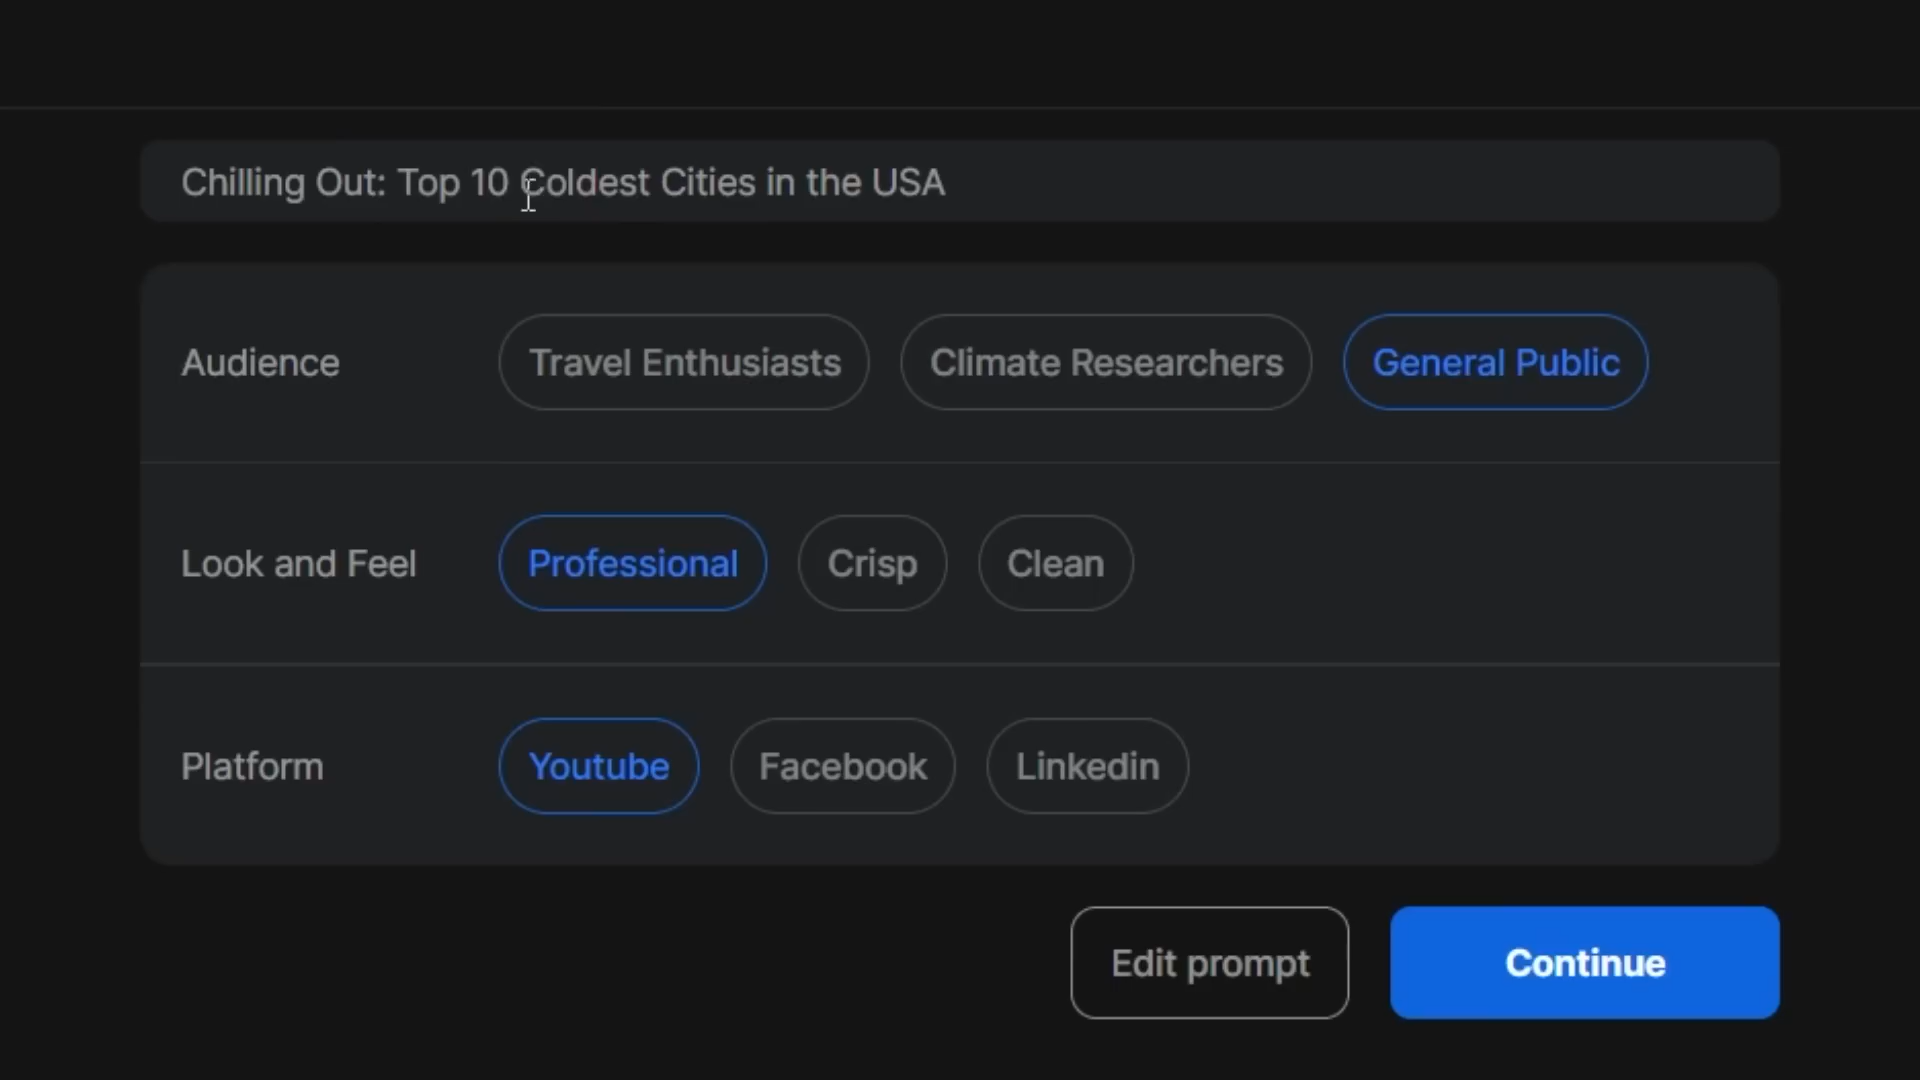 Chilling Out: Top 10 Coldest Cities in the USA
Audience Travel Enthusiasts Climate Researchers General Public
Look and Feel Professional Crisp Clean
Platform Youtube Facebook Linkedin
Edit prompt Continue